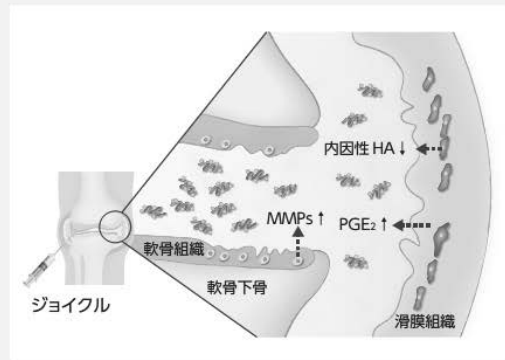 内因性 HA ↓
MMPs ↑
PGE₂ ↑
軟骨組織
軟骨下骨
ジョイクル
滑膜組織